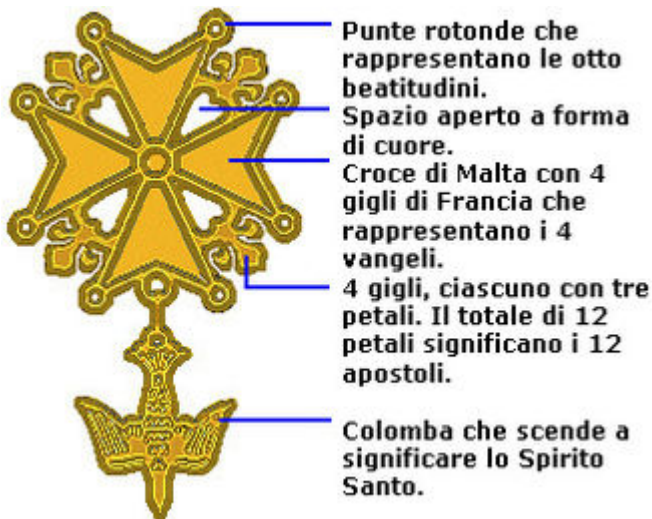 Punte rotonde che
rappresentano le otto
beatitudini.
Spazio aperto a forma
di cuore.
Croce di Malta con 4
gigli di Francia che
rappresentano i 4
vangeli.
4 gigli, ciascuno con tre
petali. Il totale di 12
petali significano i 12
apostoli.
Colomba che scende a
significare lo Spirito
Santo.